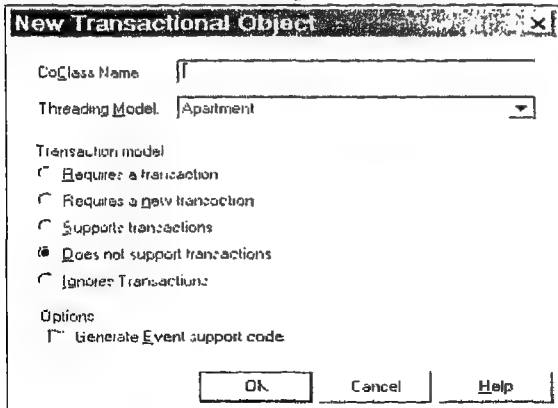 New Transactional Object
CoClass Name
Threading Model. Apartment
Transaction model
Requires a transaction
Requires a new transaction
Supports transactions
Does not support transactions
Ignores Transactions
Options
Generate Event support code
OK Cancel Help